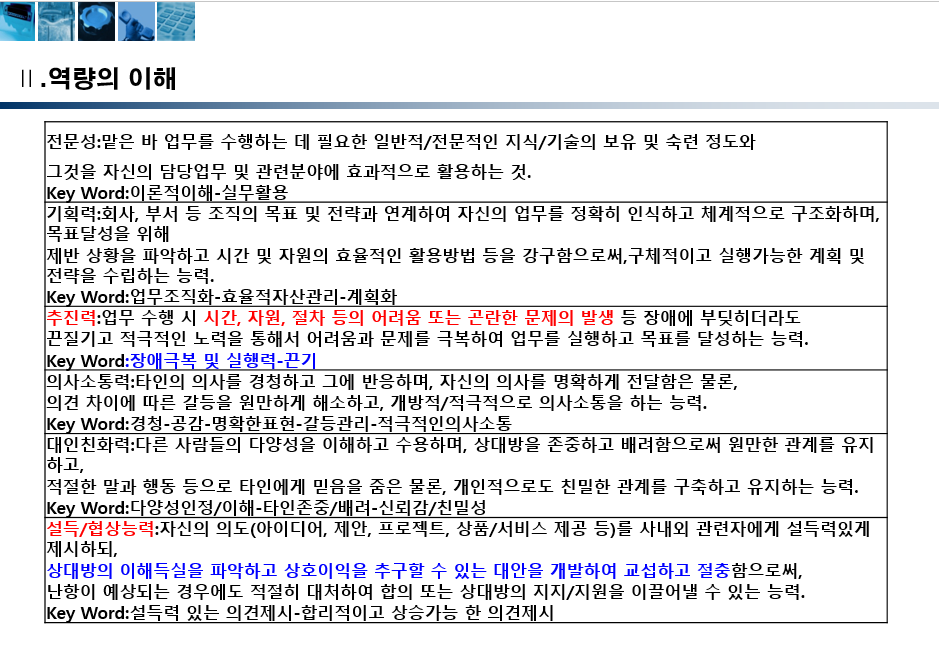 Ⅱ.역량의 이해
전문성:맡은 바 업무를 수행하는 데 필요한 일반적/전문적인 지식/기술의 보유 및 숙련 정도와
그것을 자신의 담당업무 및 관련분야에 효과적으로 활용하는 것.
Key Word:이론적이해-실무활용
기획력:회사, 부서 등 조직의 목표 및 전략과 연계하여 자신의 업무를 정확히 인식하고 체계적으로 구조화하며,
목표달성을 위해
제반 상황을 파악하고 시간 및 자원의 효율적인 활용방법 등을 강구함으로써,구체적이고 실행가능한 계획 및
전략을 수립하는 능력.
Key Word:업무조직화-효율적자산관리-계획화
추진력:업무 수행 시 시간, 자원, 절차 등의 어려움 또는 곤란한 문제의 발생 등 장애에 부딪히더라도
끈질기고 적극적인 노력을 통해서 어려움과 문제를 극복하여 업무를 실행하고 목표를 달성하는 능력.
Key Word:장애극복 및 실행력-끈기
의사소통력:타인의 의사를 경청하고 그에 반응하며, 자신의 의사를 명확하게 전달함은 물론,
의견 차이에 따른 갈등을 원만하게 해소하고, 개방적/적극적으로 의사소통을 하는 능력.
Key Word:경청-공감-명확한표현-갈등관리-적극적인의사소통
대인친화력:다른 사람들의 다양성을 이해하고 수용하며, 상대방을 존중하고 배려함으로써 원만한 관계를 유지
하고,
적절한 말과 행동 등으로 타인에게 믿음을 줌은 물론, 개인적으로도 친밀한 관계를 구축하고 유지하는 능력.
Key Word:다양성인정/이해-타인존중/배려-신뢰감/친밀성
설득/협상능력:자신의 의도(아이디어, 제안, 프로젝트, 상품/서비스 제공 등)를 사내외 관련자에게 설득력있게
제시하되,
상대방의 이해득실을 파악하고 상호이익을 추구할 수 있는 대안을 개발하여 교섭하고 절충함으로써,
난항이 예상되는 경우에도 적절히 대처하여 합의 또는 상대방의 지지/지원을 이끌어낼 수 있는 능력.
Key Word:설득력 있는 의견제시-합리적이고 상승가능 한 의견제시